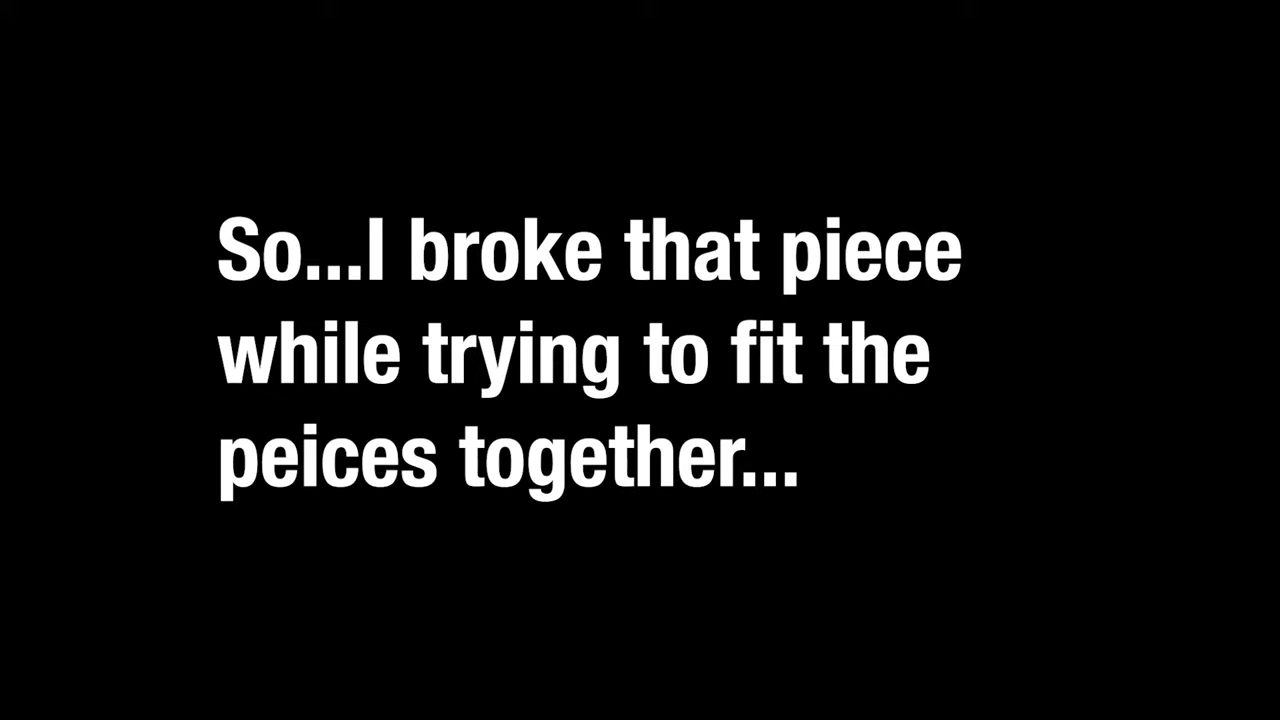 So...I broke that piece
while trying to fit the
peices together...